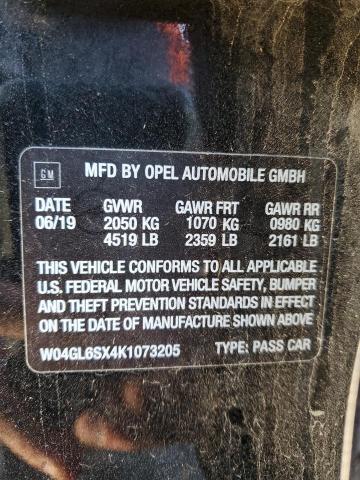 GM MFD BY OPEL AUTOMOBILE GMBH
DATE GVWR GAWR FRT GAWR RR
06/19 2050 KG 1070 KG 0980 KG
4519 LB 2359 LB 2161 LB
THIS VEHICLE CONFORMS TO ALL APPLICABLE
U.S. FEDERAL MOTOR VEHICLE SAFETY, BUMPER
AND THEFT PREVENTION STANDARDS IN EFFECT
ON THE DATE OF MANUFACTURE SHOWN ABOVE
W04GL6SX4K1073205 TYPE: PASS CAR